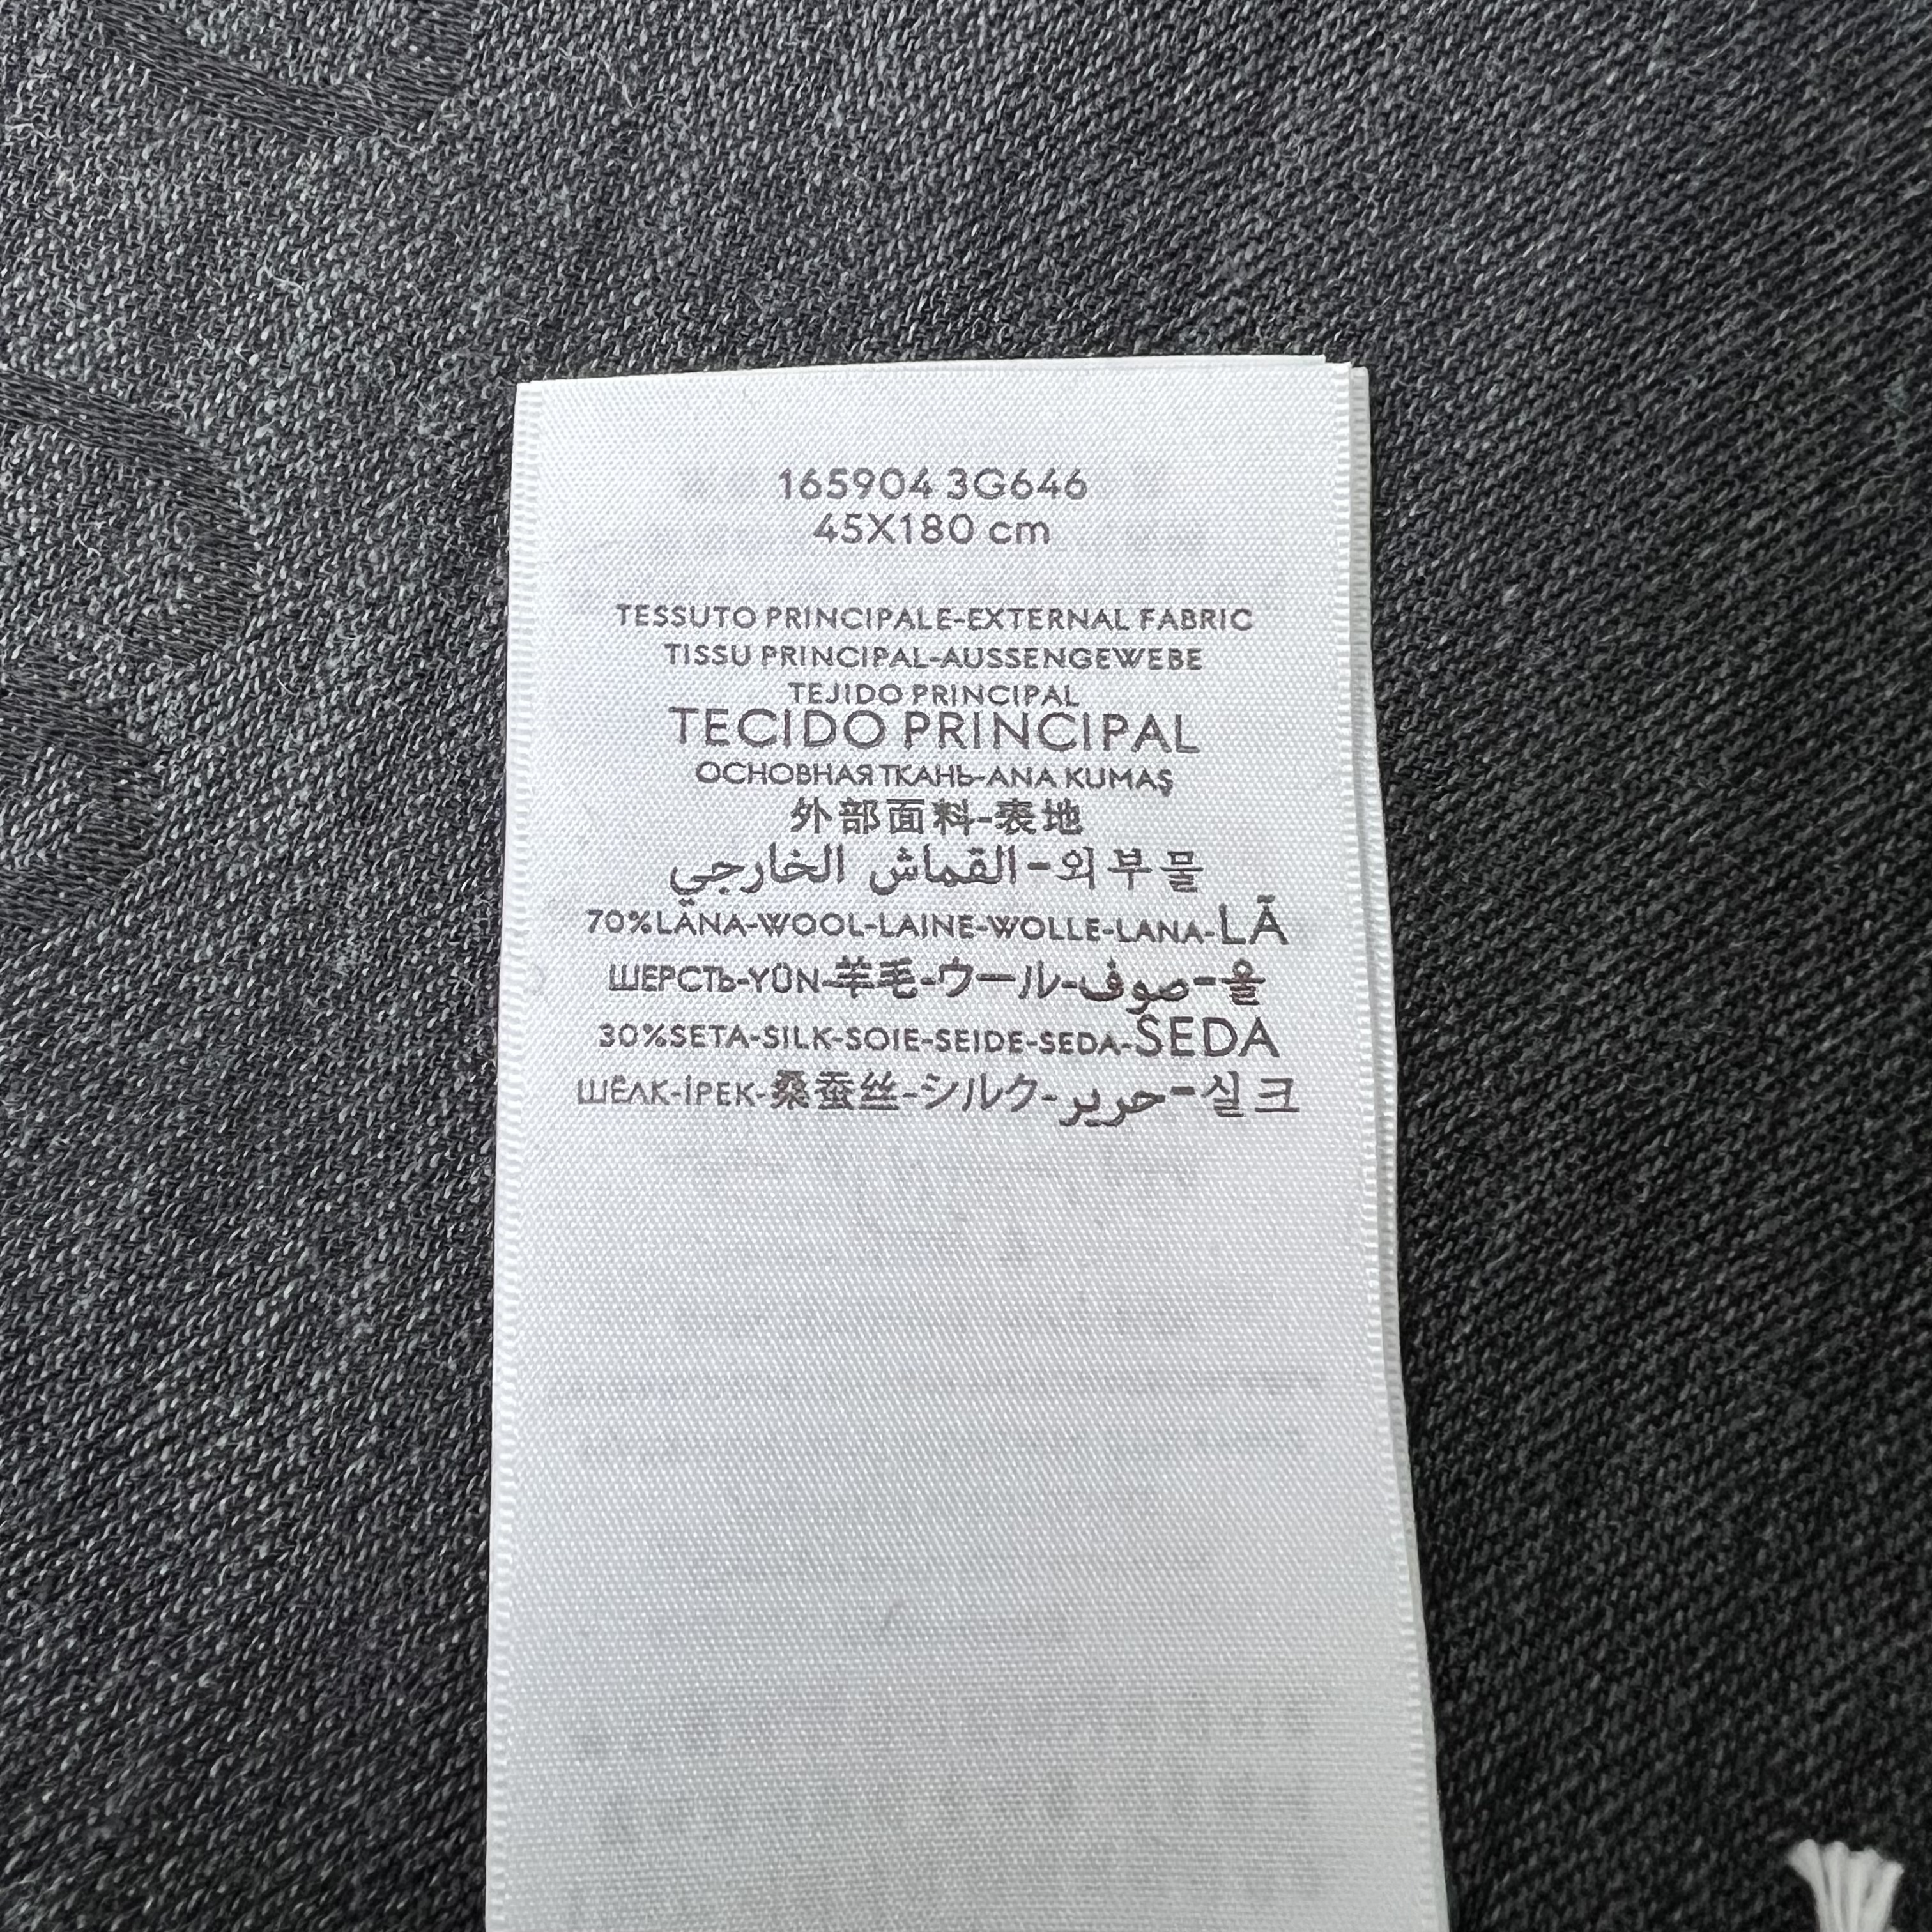 165904 3G646
45X180 cm
TESSUTO PRINCIPALE-EXTERNAL FABRIC
TISSU PRINCIPAL-AUSSENGEWEBE
TEJIDO PRINCIPAL
TECIDO PRINCIPAL
ОСНОВНАЯ ТКАНЬ-ANA KUMAŞ
外部面料-表地
القماش الخارجي-외부물
70%LANA-WOOL-LAINE-WOLLE-LANA-LÃ
ШЕРСТЬ-YÜN-羊毛-ウール-صوف-울
30%SETA-SILK-SOIE-SEIDE-SEDA-SEDA
ШЁЛК-İPEK-桑蚕丝-シルク-حرير-실크